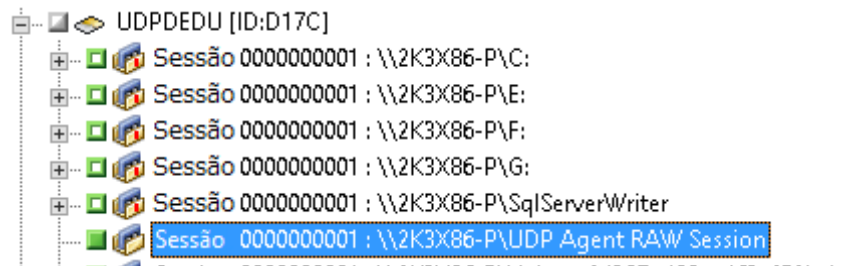 UDPDEDU [ID:D17C]
Sessão 0000000001 : \\2K3X86-P\C:
Sessão 0000000001 : \\2K3X86-P\E:
Sessão 0000000001 : \\2K3X86-P\F:
Sessão 0000000001 : \\2K3X86-P\G:
Sessão 0000000001 : \\2K3X86-P\SqlServerWriter
Sessão 0000000001 : \\2K3X86-P\UDP Agent RAW Session